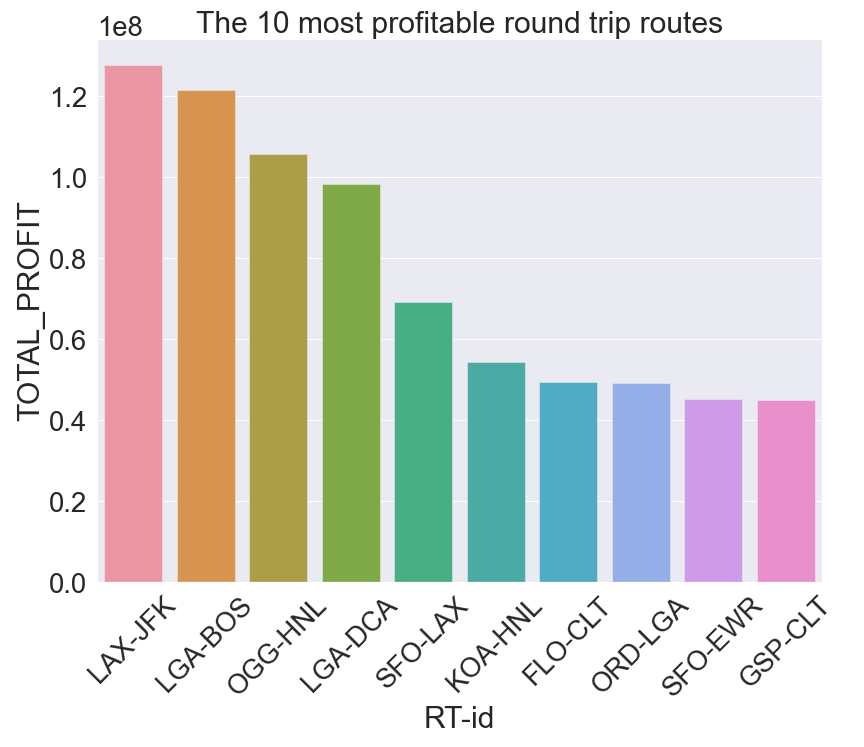 The 10 most profitable round trip routes
1e8
1.2
1.0
0.8
0.6
0.4
0.2
0.0
TOTAL_PROFIT
LAX-JFK
LGA-BOS
OGG-HNL
LGA-DCA
SFO-LAX
KOA-HNL
FLO-CLT
ORD-LGA
SFO-EWR
GSP-CLT
RT-id